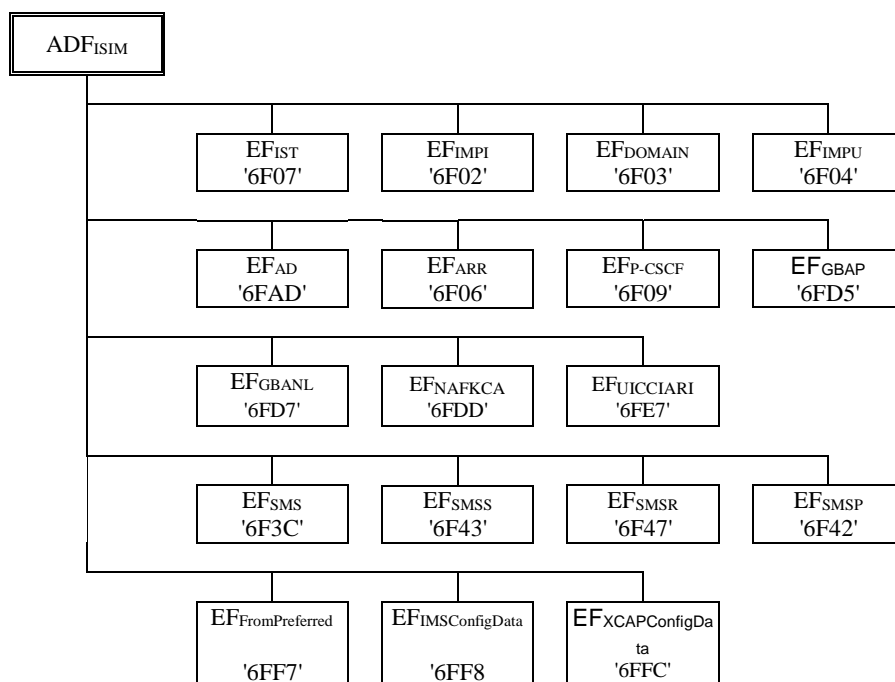 ADFISIM
EFIST
'6F07'
EFIMPI
'6F02'
EFDOMAIN
'6F03'
EFIMPU
'6F04'
EFAD
'6FAD'
EFARR
'6F06'
EFP-CSCF
'6F09'
EFGBAP
'6FD5'
EFGBANL
'6FD7'
EFNAFKCA
'6FDD'
EFUICCIARI
'6FE7'
EFSMS
'6F3C'
EFSMSS
'6F43'
EFSMSR
'6F47'
EFSMSP
'6F42'
EFFromPreferred
'6FF7'
EFIMSConfigData
'6FF8
EFXCAPConfigDa
ta
'6FFC'